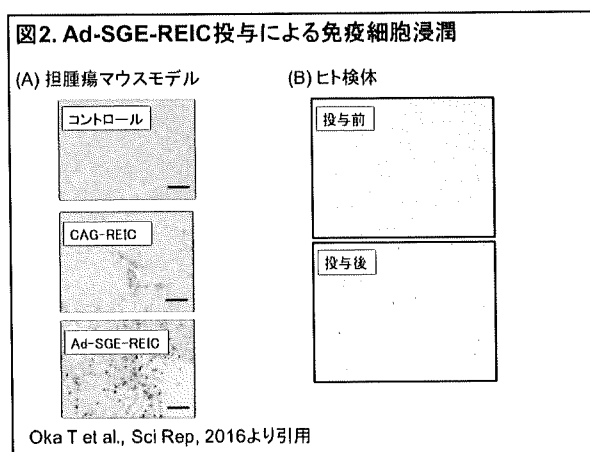 図2. Ad-SGE-REIC投与による免疫細胞浸潤
(A) 担腫瘍マウスモデル
コントロール
CAG-REIC
Ad-SGE-REIC
(B) ヒト検体
投与前
投与後
Oka T et al., Sci Rep, 2016より引用